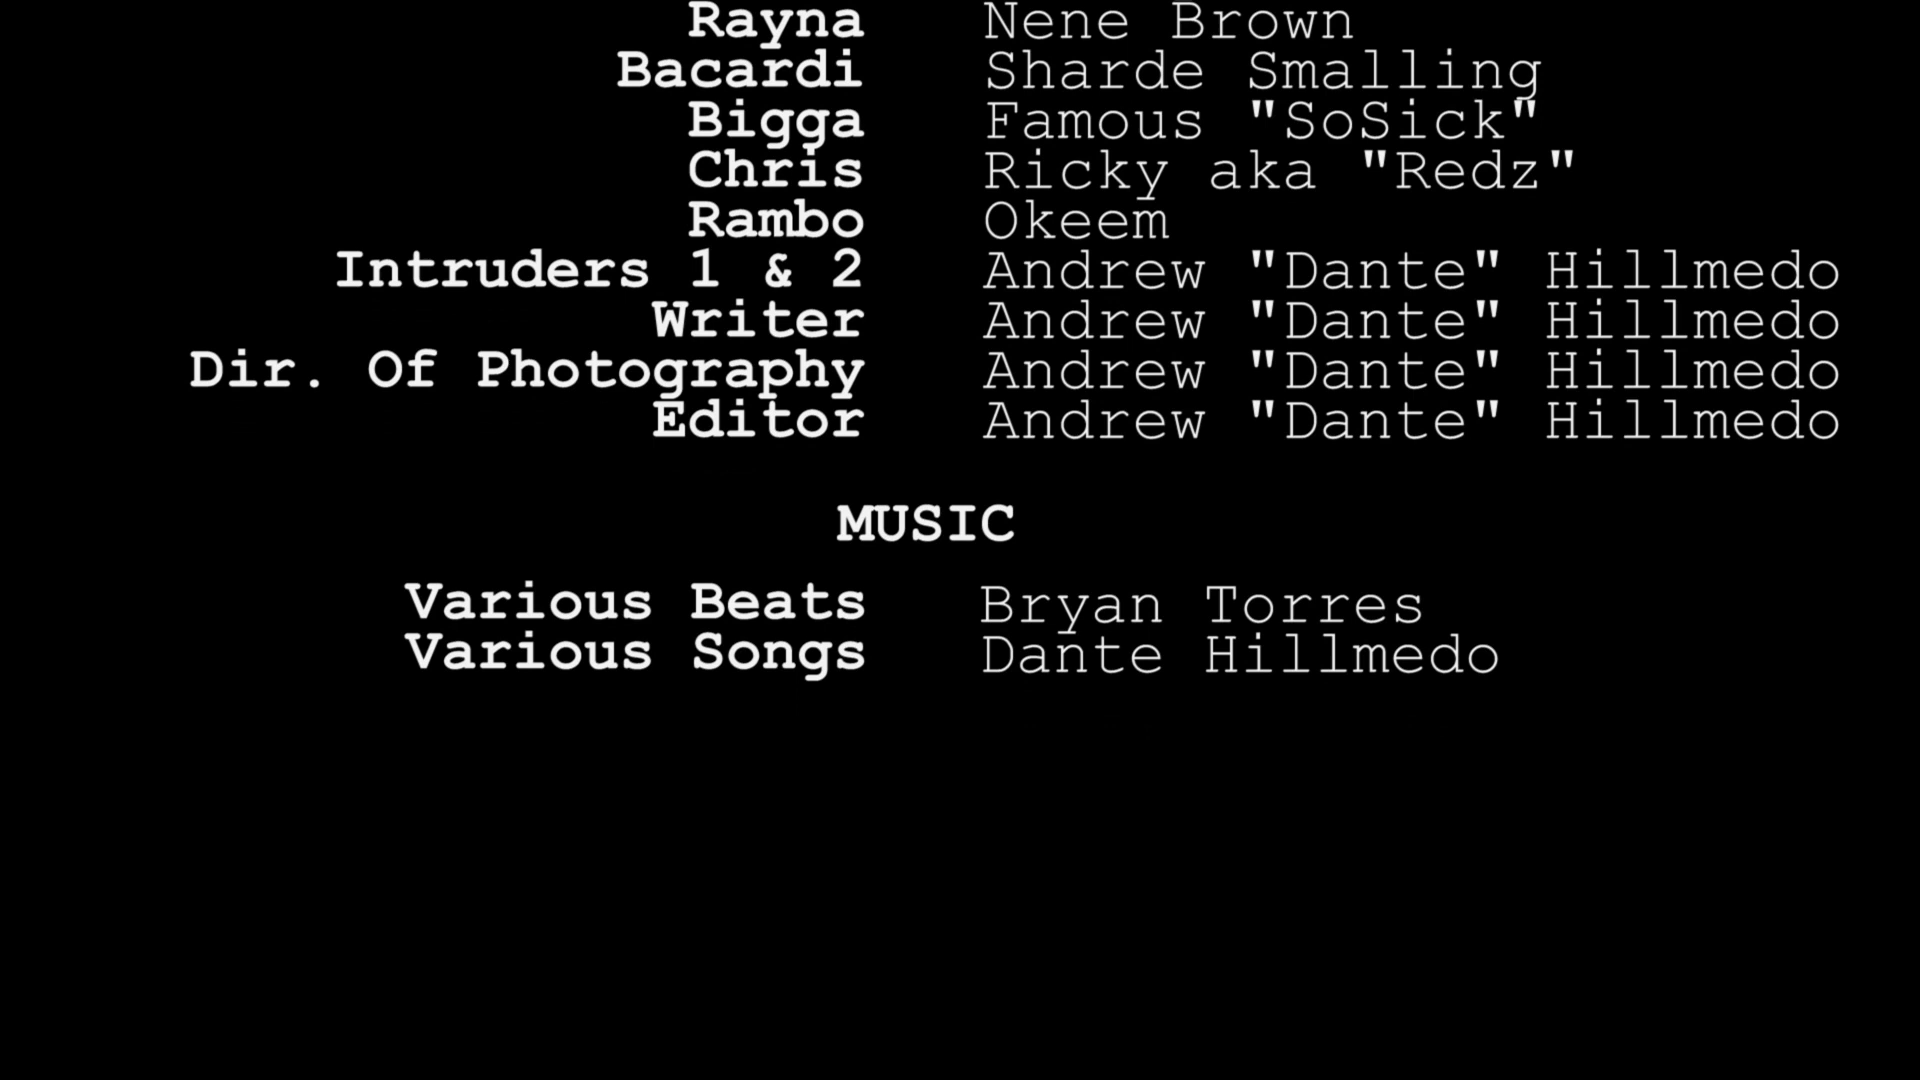 Rayna Nene Brown
Bacardi Sharde Smalling
Bigga Famous "SoSick"
Chris Ricky aka "Redz"
Rambo Okeem
Intruders 1 & 2 Andrew "Dante" Hillmedo
Writer Andrew "Dante" Hillmedo
Dir. Of Photography Andrew "Dante" Hillmedo
Editor Andrew "Dante" Hillmedo
MUSIC
Various Beats Bryan Torres
Various Songs Dante Hillmedo